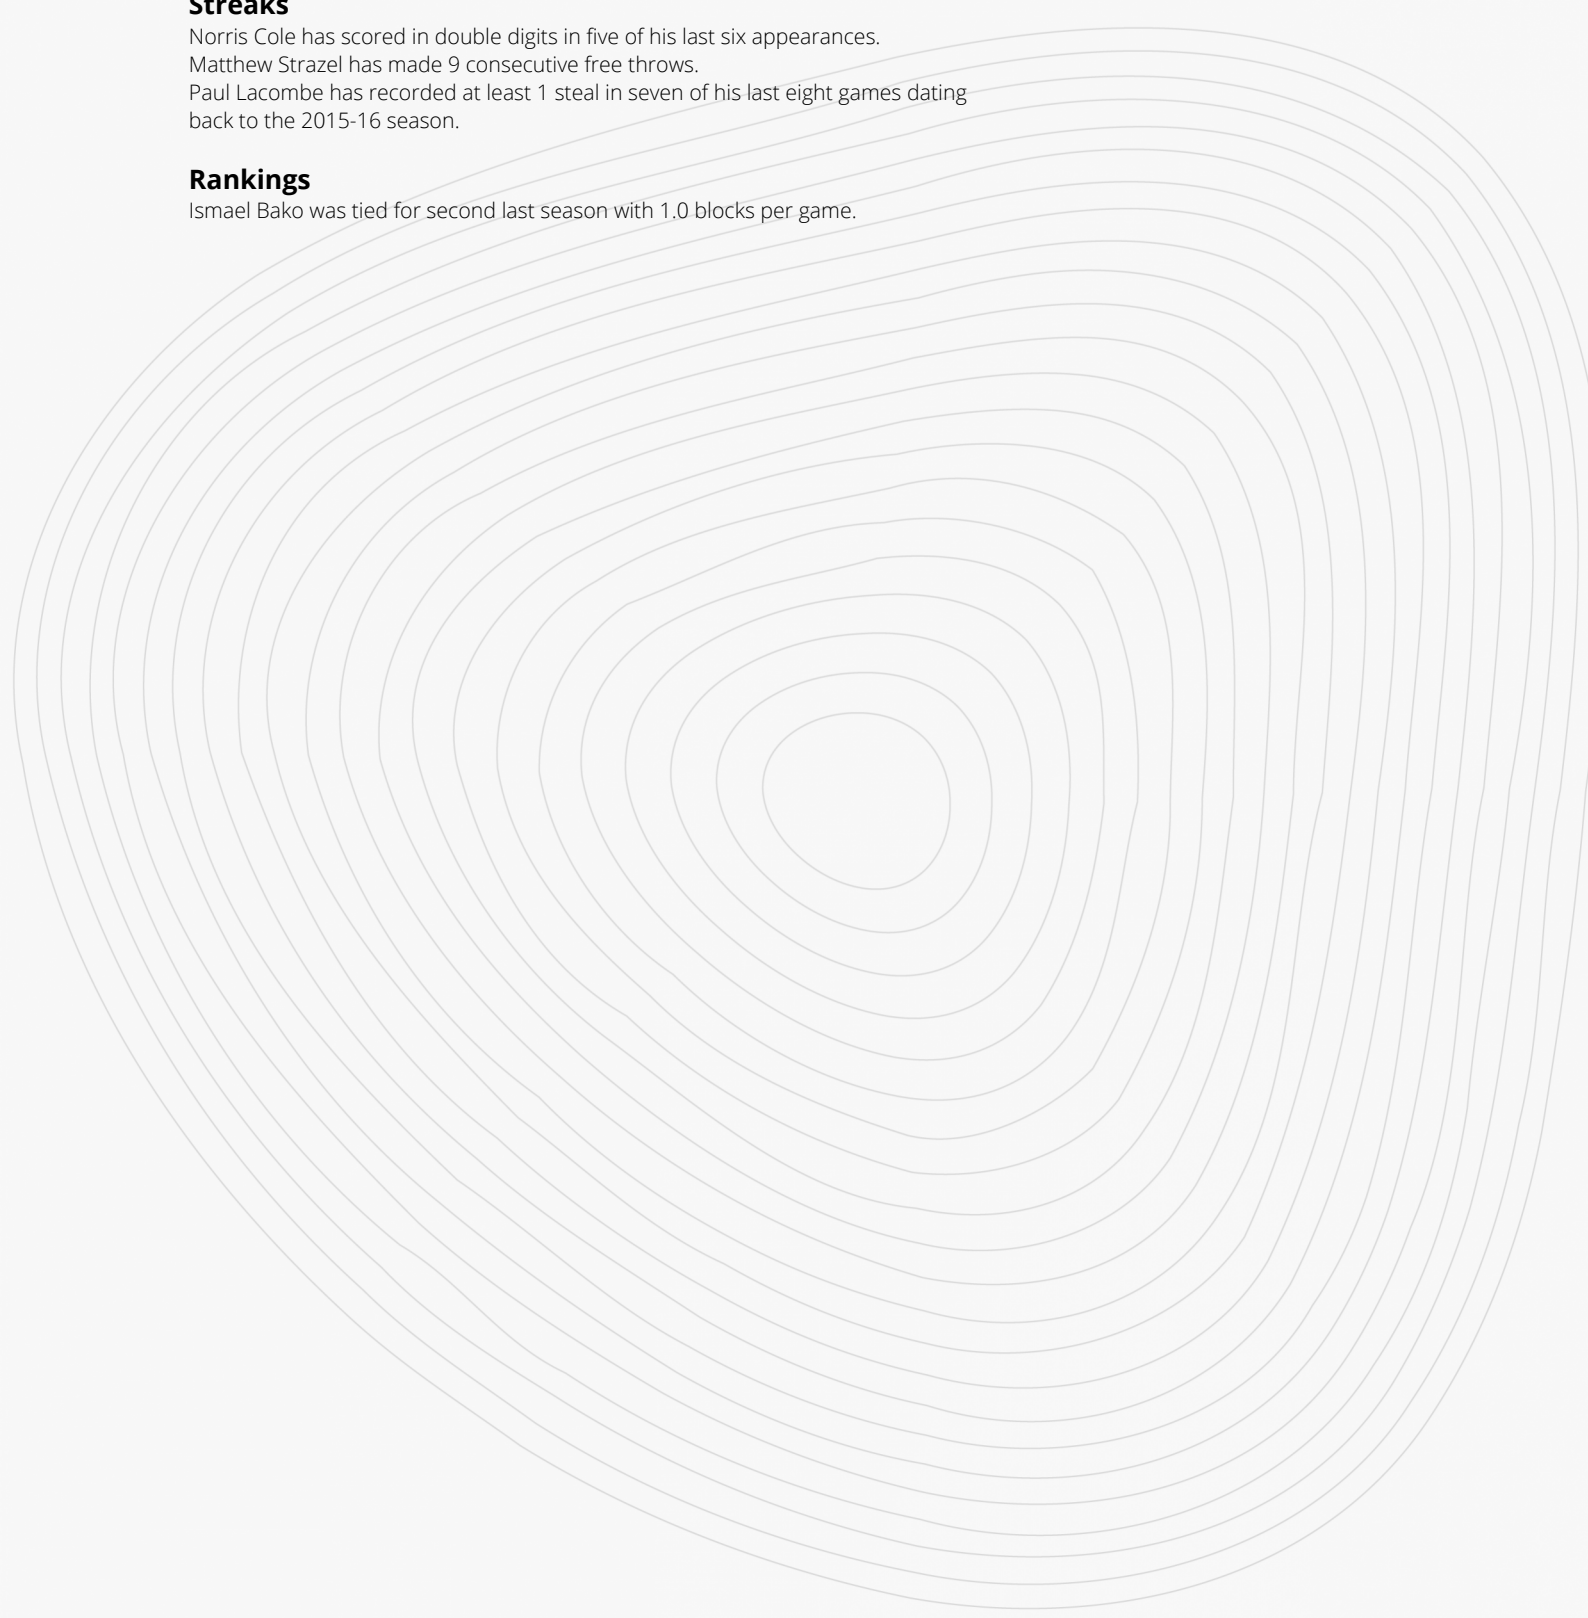 Streaks
Norris Cole has scored in double digits in five of his last six appearances.
Matthew Strazel has made 9 consecutive free throws.
Paul Lacombe has recorded at least 1 steal in seven of his last eight games dating
back to the 2015-16 season.
Rankings
Ismael Bako was tied for second last season with 1.0 blocks per game.